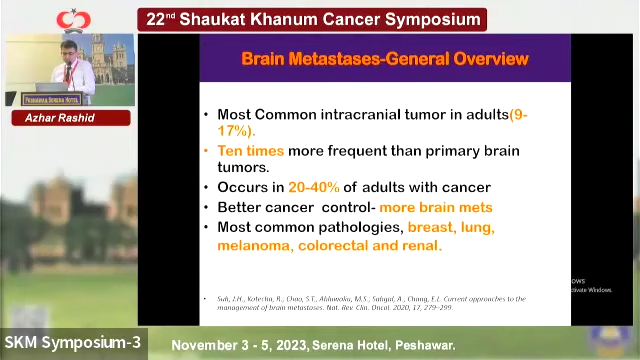 22nd Shaukat Khanum Cancer Symposium
PESHAWAR SERENA HOTEL
Azhar Rashid
Brain Metastases-General Overview
• Most Common intracranial tumor in adults(9-
17%).
• Ten times more frequent than primary brain
tumors.
• Occurs in 20-40% of adults with cancer
• Better cancer control- more brain mets
• Most common pathologies, breast, lung,
melanoma, colorectal and renal.
• Suh, J.H., Kotecha, R., Chao, S.T., Ahluwalia, M.S., Sahgal, A., Chang, E.L. Current approaches to the
management of brain metastases. Nat. Rev. Clin. Oncol. 2020, 17, 279–299.
SKM Symposium-3
November 3 - 5, 2023, Serena Hotel, Peshawar.